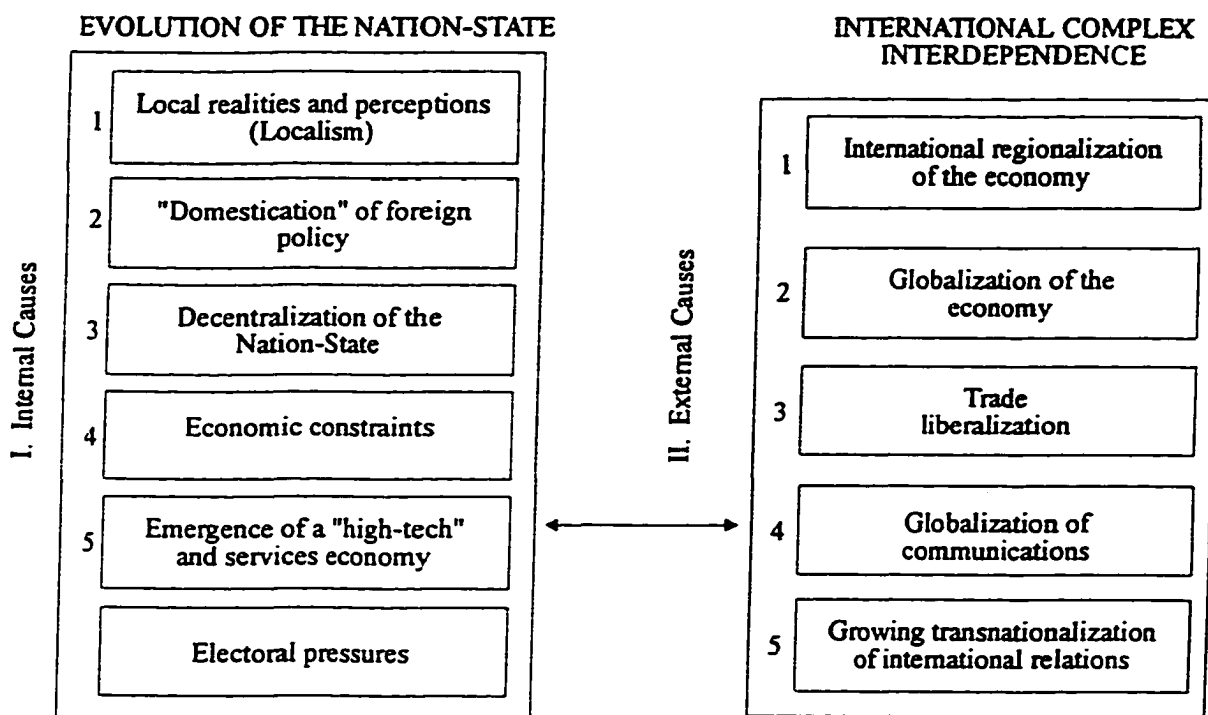 EVOLUTION OF THE NATION-STATE
I. Internal Causes
1
Local realities and perceptions
(Localism)
2
"Domestication" of foreign
policy
3
Decentralization of the
Nation-State
4
Economic constraints
5
Emergence of a "high-tech"
and services economy
Electoral pressures
INTERNATIONAL COMPLEX
INTERDEPENDENCE
II. External Causes
1
International regionalization
of the economy
2
Globalization of the
economy
3
Trade
liberalization
4
Globalization of
communications
5
Growing transnationalization
of international relations